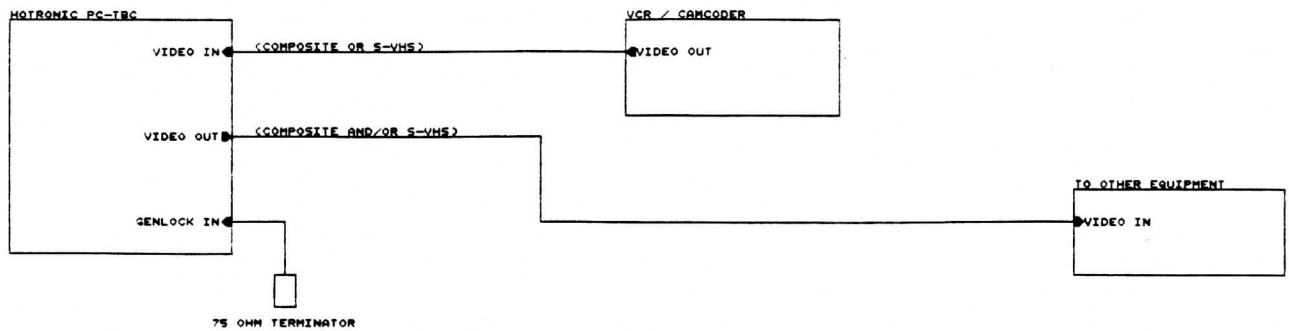 HOTRONIC PC-TBC
VCR / CAMCODER
VIDEO IN
(COMPOSITE OR S-VHS)
VIDEO OUT
VIDEO OUT
(COMPOSITE AND/OR S-VHS)
TO OTHER EQUIPMENT
GENLOCK IN
VIDEO IN
75 OHM TERMINATOR